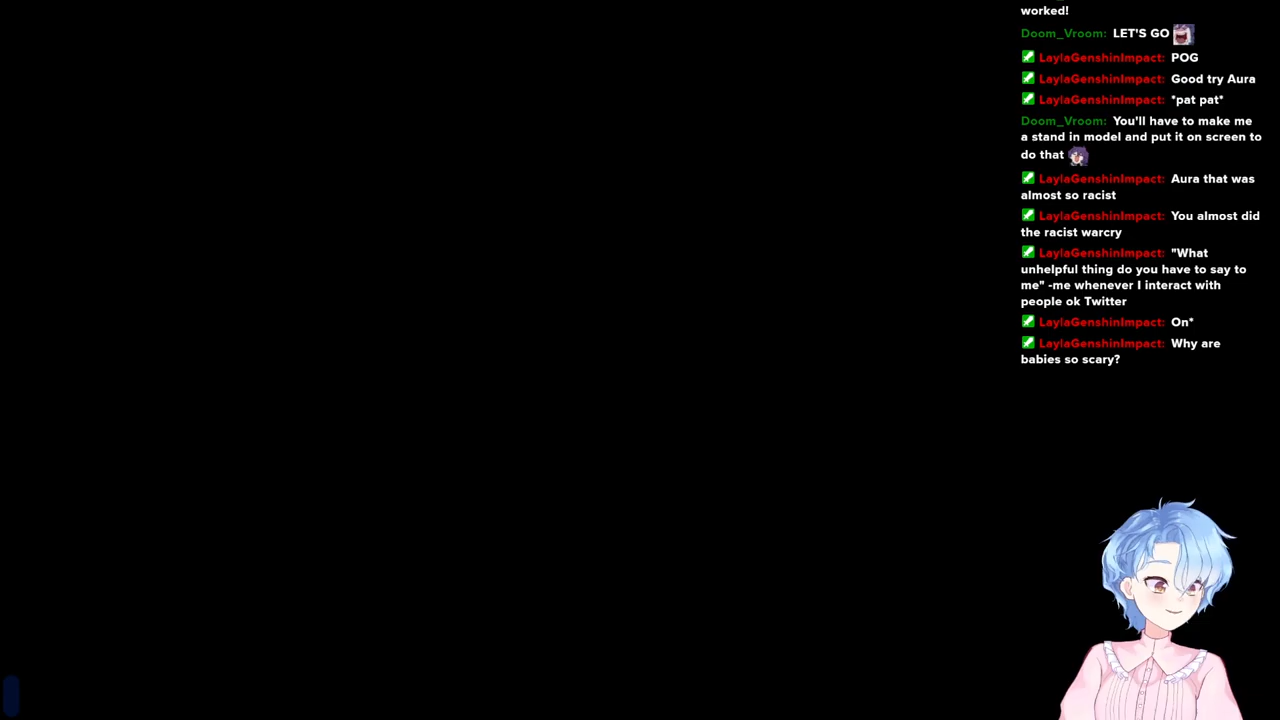 worked!
Doom_Vroom: LET'S GO
LaylaGenshinImpact: POG
LaylaGenshinImpact: Good try Aura
LaylaGenshinImpact: *pat pat*
Doom_Vroom: You'll have to make me
a stand in model and put it on screen to
do that
LaylaGenshinImpact: Aura that was
almost so racist
LaylaGenshinImpact: You almost did
the racist warcry
LaylaGenshinImpact: "What
unhelpful thing do you have to say to
me" -me whenever I interact with
people ok Twitter
LaylaGenshinImpact: On*
LaylaGenshinImpact: Why are
babies so scary?